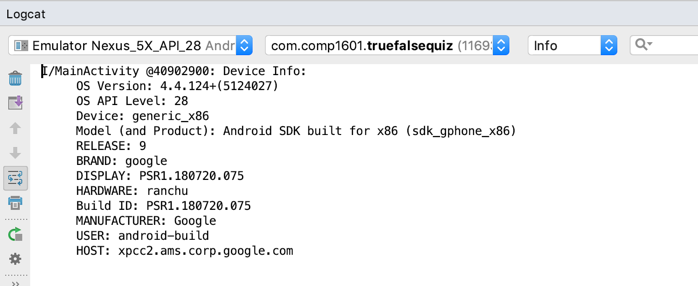 Logcat
Emulator Nexus_5X_API_28 Andr com.comp1601.truefalsequiz (1169 Info
I/MainActivity @40902900: Device Info:
OS Version: 4.4.124+(5124027)
OS API Level: 28
Device: generic_x86
Model (and Product): Android SDK built for x86 (sdk_gphone_x86)
RELEASE: 9
BRAND: google
DISPLAY: PSR1.180720.075
HARDWARE: ranchu
Build ID: PSR1.180720.075
MANUFACTURER: Google
USER: android-build
HOST: xpcc2.ams.corp.google.com